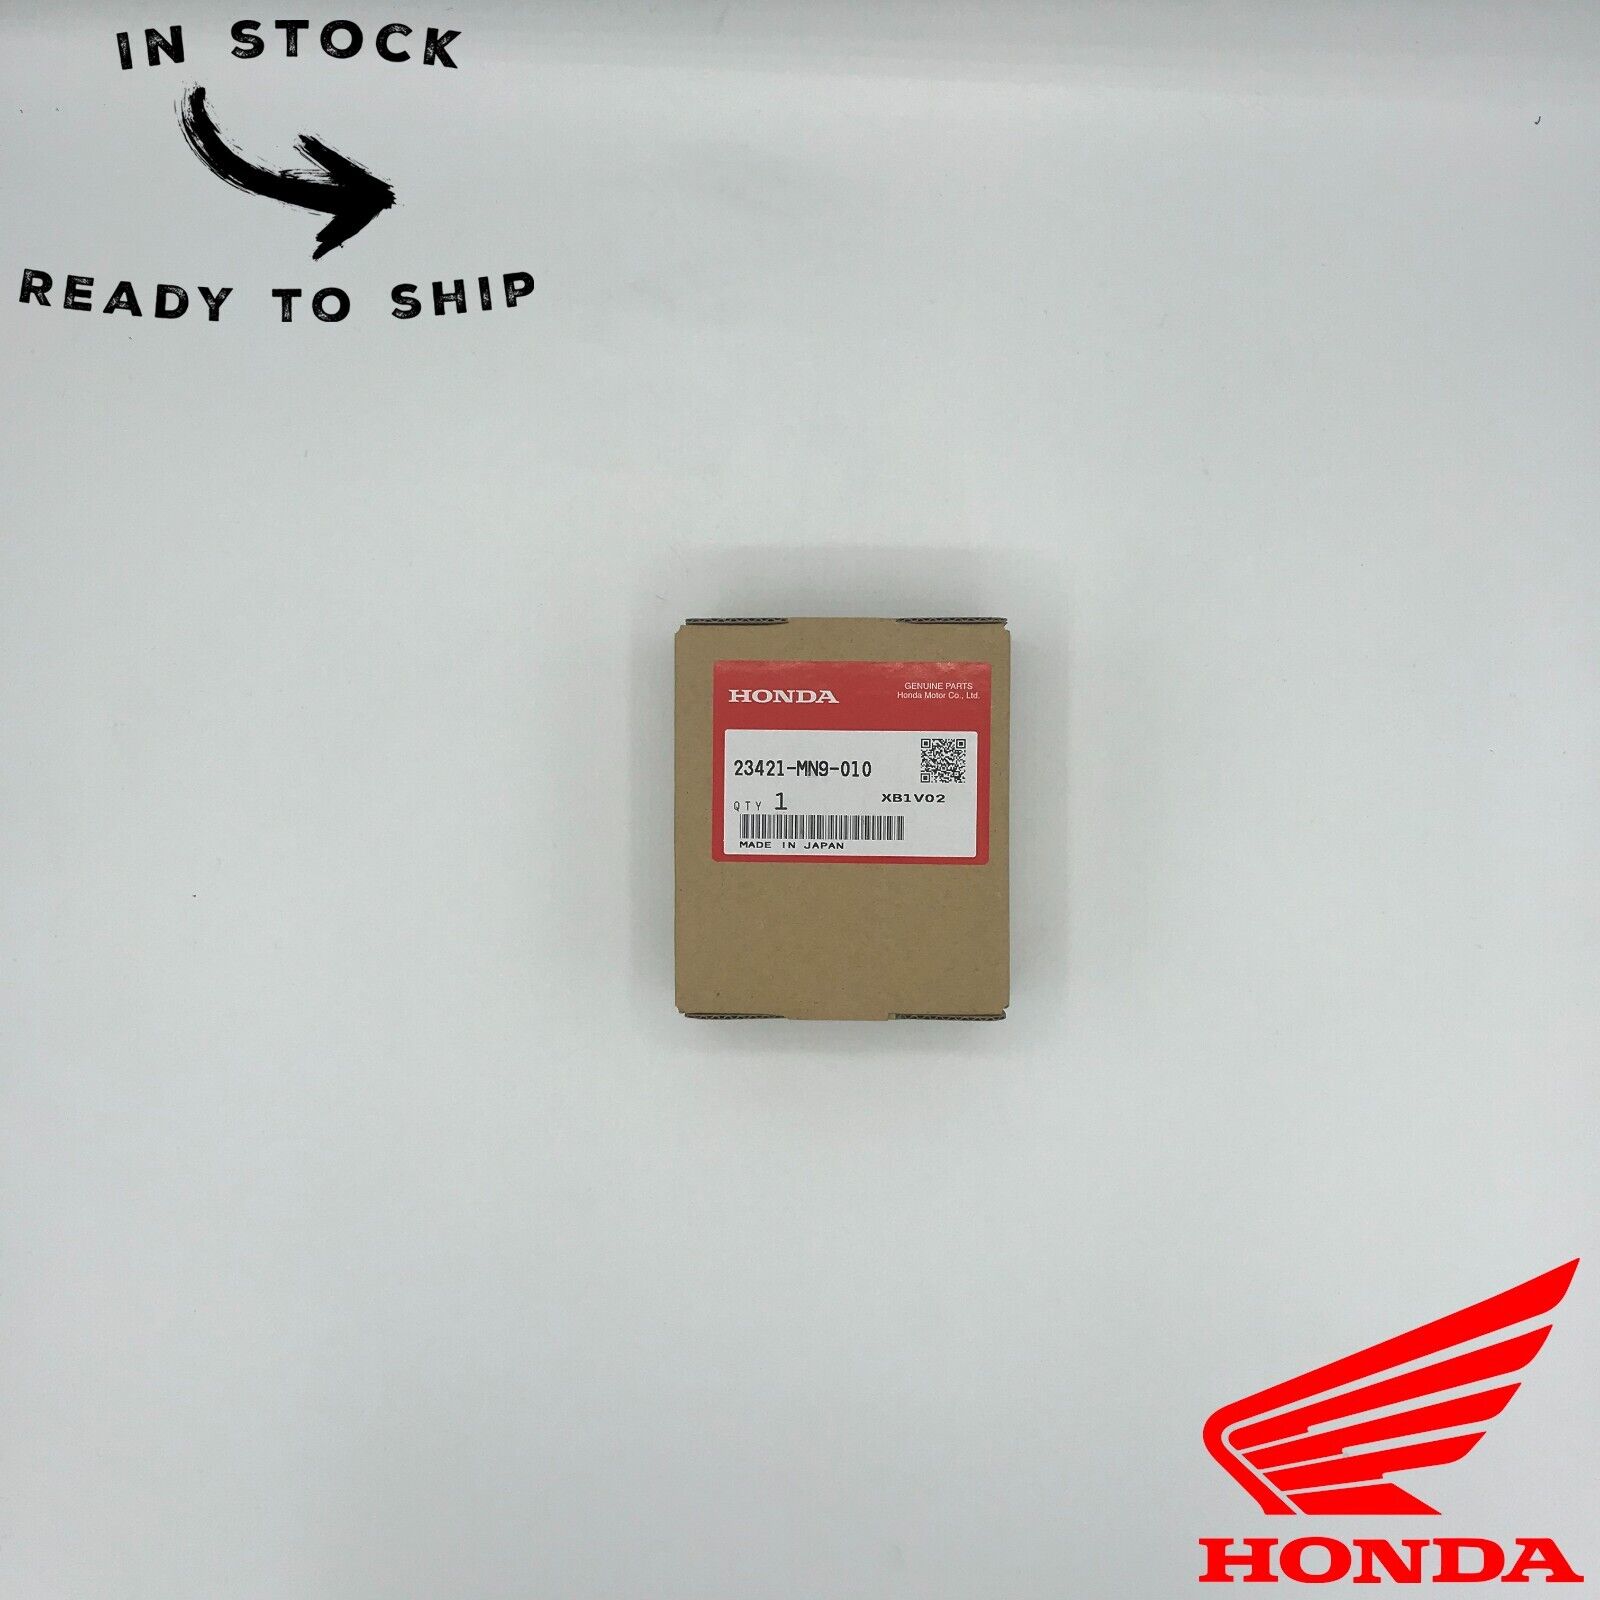 IN STOCK
READY TO SHIP
HONDA
GENUINE PARTS
Honda Motor Co., Ltd.
23421-MN9-010
QTY 1
XB1V02
MADE IN JAPAN
HONDA